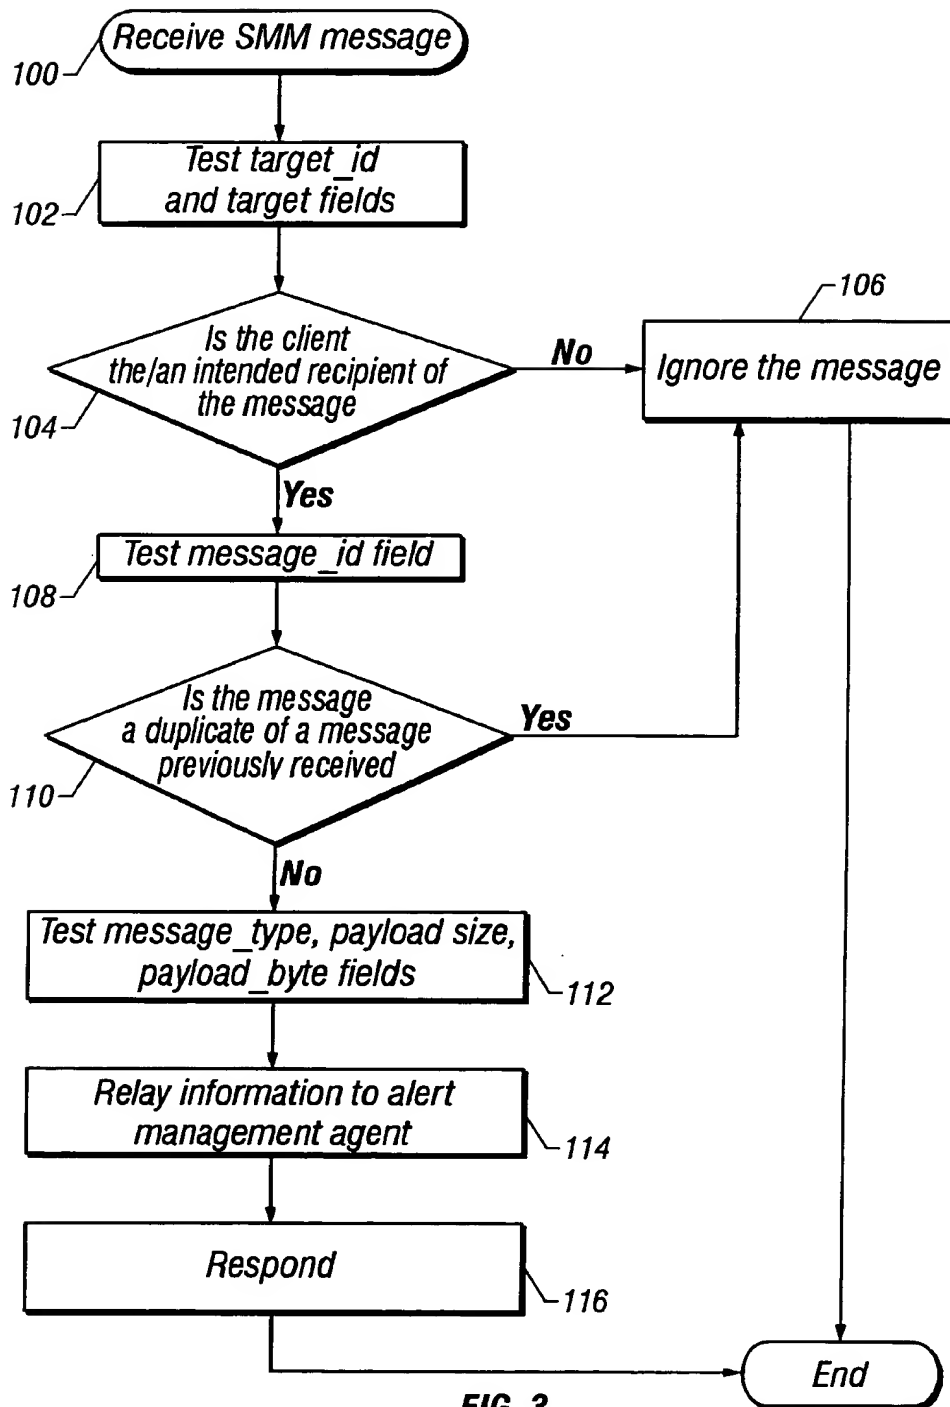 Receive SMM message
100
Test target_id
and target fields
102
106
Is the client
the/an intended recipient of
the message
No
Ignore the message
104
Yes
Test message_id field
108
Is the message
a duplicate of a message
previously received
Yes
110
No
Test message_type, payload size,
payload_byte fields
112
Relay information to alert
management agent
114
Respond
116
End